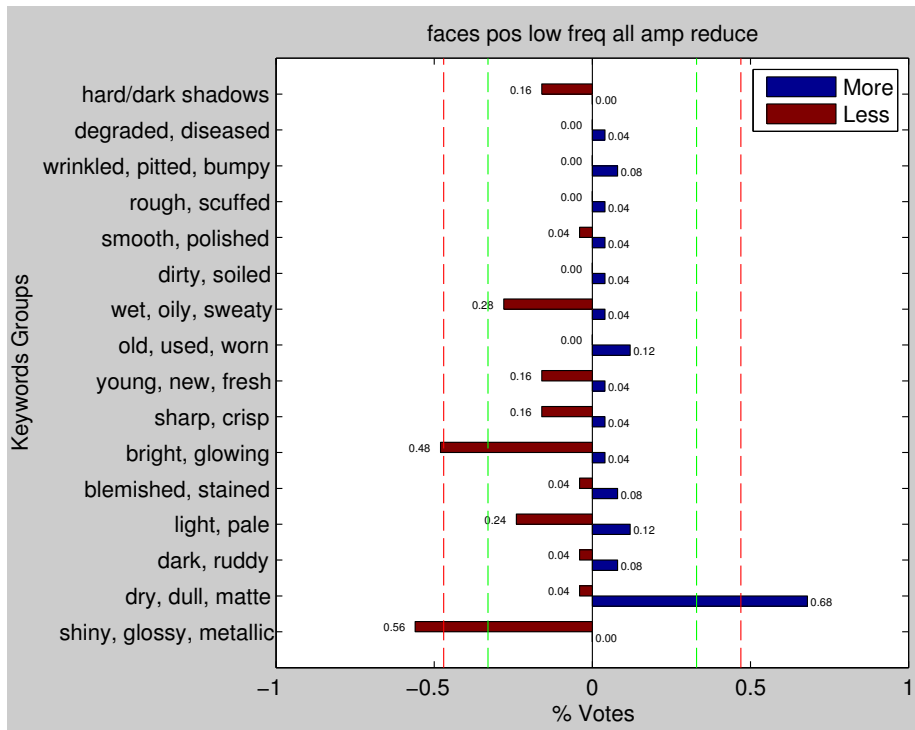 faces pos low freq all amp reduce
More
Less
Keywords Groups
hard/dark shadows 0.16 0.00
degraded, diseased 0.00 0.04
wrinkled, pitted, bumpy 0.00 0.08
rough, scuffed 0.00 0.04
smooth, polished 0.04 0.04
dirty, soiled 0.00 0.04
wet, oily, sweaty 0.28 0.04
old, used, worn 0.00 0.12
young, new, fresh 0.16 0.04
sharp, crisp 0.16 0.04
bright, glowing 0.48 0.04
blemished, stained 0.04 0.08
light, pale 0.24 0.12
dark, ruddy 0.04 0.08
dry, dull, matte 0.04 0.68
shiny, glossy, metallic 0.56 0.00
−1 −0.5 0 0.5 1
% Votes